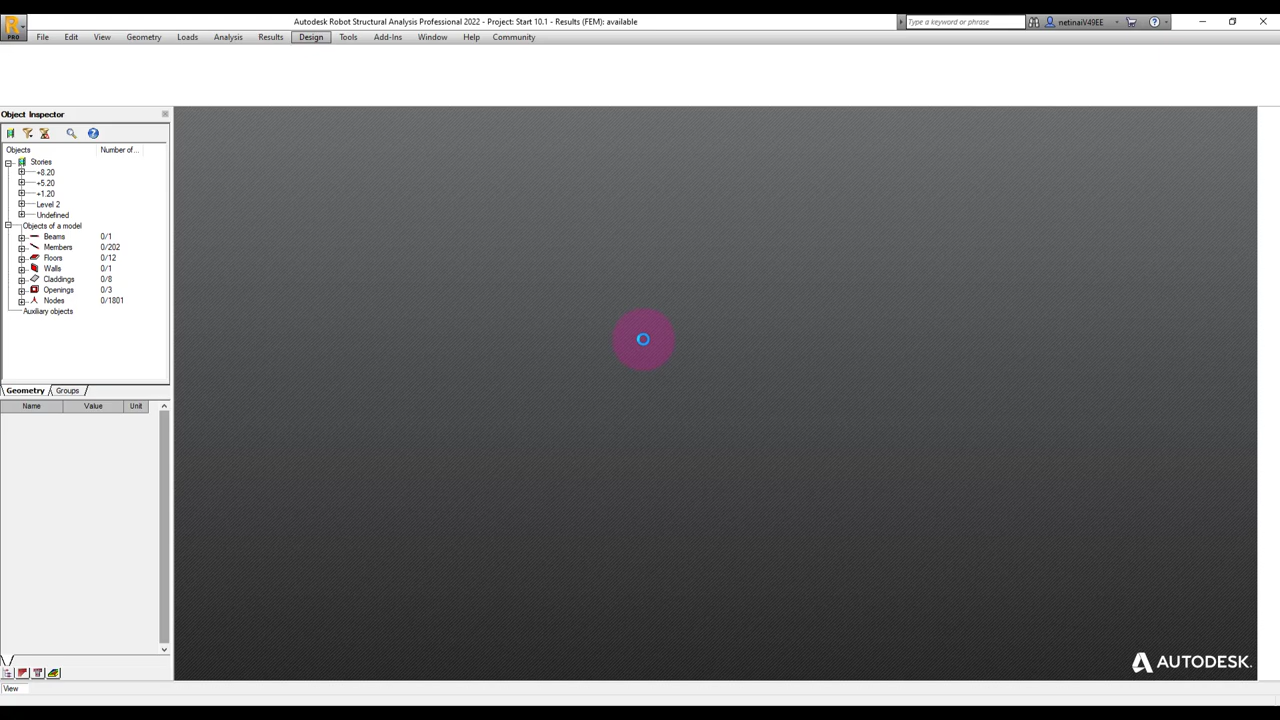 Autodesk Robot Structural Analysis Professional 2022 - Project: Start 10.1 - Results (FEM): available
Type a keyword or phrase
netinaiV49EE
PRO
File Edit View Geometry Loads Analysis Results Design Tools Add-Ins Window Help Community
Object Inspector
Objects Number of...
Stories
+8.20
+5.20
+1.20
Level 2
Undefined
Objects of a model
Beams 0/1
Members 0/202
Floors 0/12
Walls 0/1
Claddings 0/8
Openings 0/3
Nodes 0/1801
Auxiliary objects
Geometry Groups
Name Value Unit
AUTODESK.
View